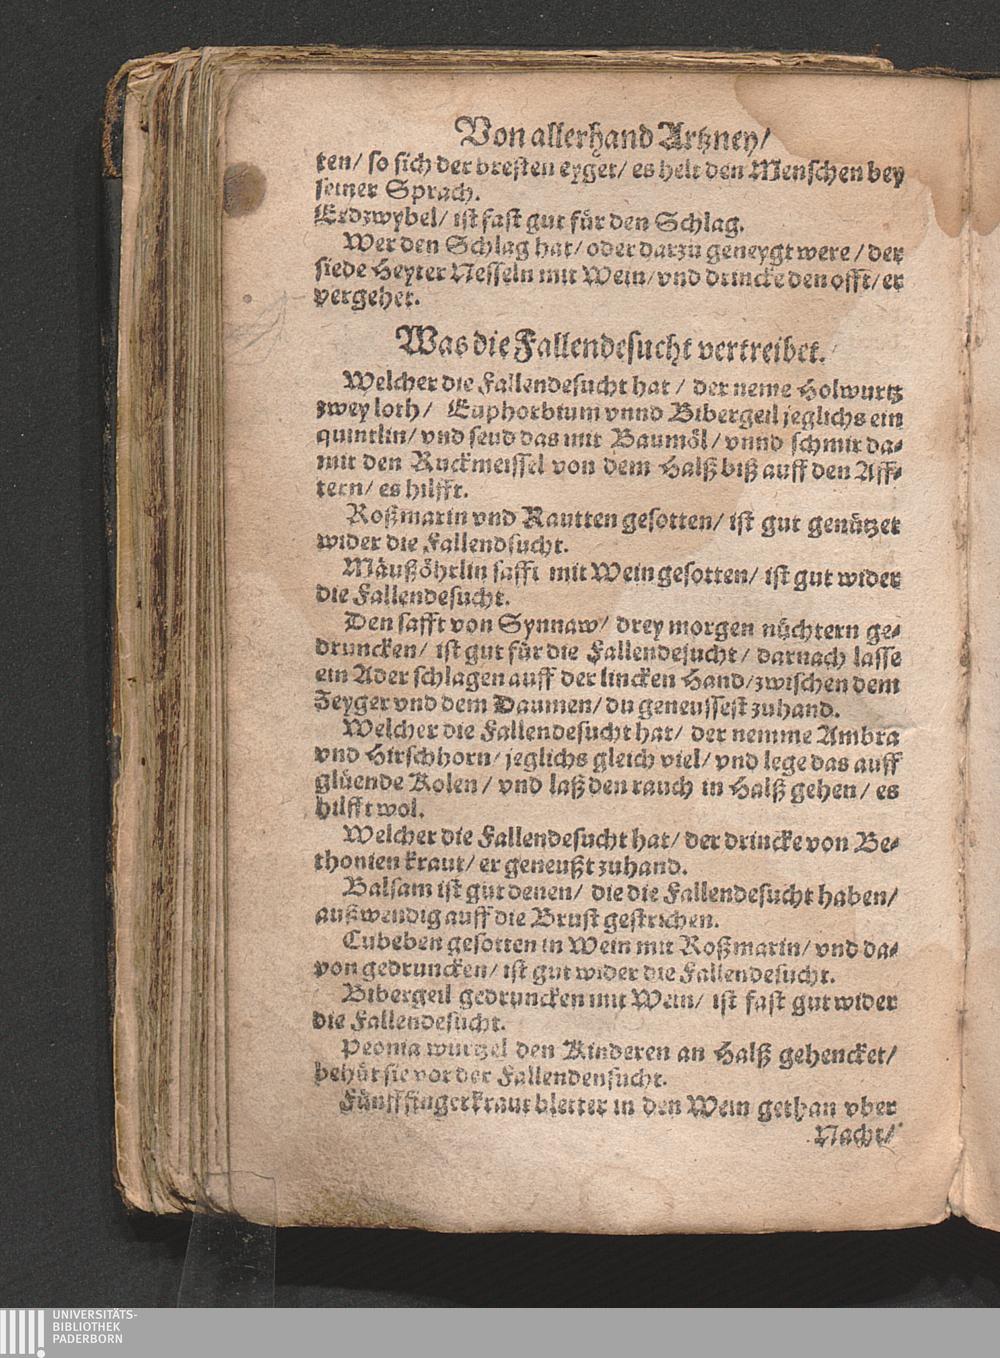 Von allerhand Artzney/
ten/ so sich der bresten eyget/ es helt den Menschen bey
seiner Sprach.
Erdzwybel/ ist fast gut für den Schlag.
Wer den Schlag hat/ oder darzu geneygt were/ der
siede Heyter Nesseln mit Wein/ vnd drincke den offt/ er
vergehet.
Was die Fallendesucht vertreibet.
Welcher die Fallendesucht hat/ der neme Holwurtz
zwey loth/ Euphorbium vnnd Bibergeil jeglichs ein
quintlin/ vnd seud das mit Baumöl/ vnnd schmir da-
mit den Ruckmeissel von dem Halß biß auff den Aff-
tern/ es hilfft.
Roßmarin vnd Rautten gesotten/ ist gut genützet
wider die Fallendsucht.
Mäußöhrlin safft mit Wein gesotten/ ist gut wider
die Fallendesucht.
Den safft von Synnaw/ drey morgen nüchtern ge-
druncken/ ist gut für die Fallendesucht/ darnach lasse
ein Ader schlagen auff der lincken Hand/ zwischen dem
Zeyger vnd dem Daumen/ du geneussest zuhand.
Welcher die Fallendesucht hat/ der nemme Ambra
vnd Hirschhorn/ jeglichs gleich viel/ vnd lege das auff
glüende Kolen/ vnd laß den rauch in Halß gehen/ es
hilfft wol.
Welcher die Fallendesucht hat/ der drincke von Be-
thonien kraut/ er geneußt zuhand.
Balsam ist gut denen/ die die Fallendesucht haben/
außwendig auff die Brust gestrichen.
Cubeben gesotten in Wein mit Roßmarin/ vnd da-
von gedruncken/ ist gut wider die Fallendesucht.
Bibergeil gedruncken mit Wein/ ist fast gut wider
die Fallendesucht.
Peonia wurtzel den Kinderen an Halß gehencket/
behüt sie vor der Fallendensucht.
Fünfffingerkraut bletter in den Wein gethan vber
Nacht/
UNIVERSITÄTS-
BIBLIOTHEK
PADERBORN